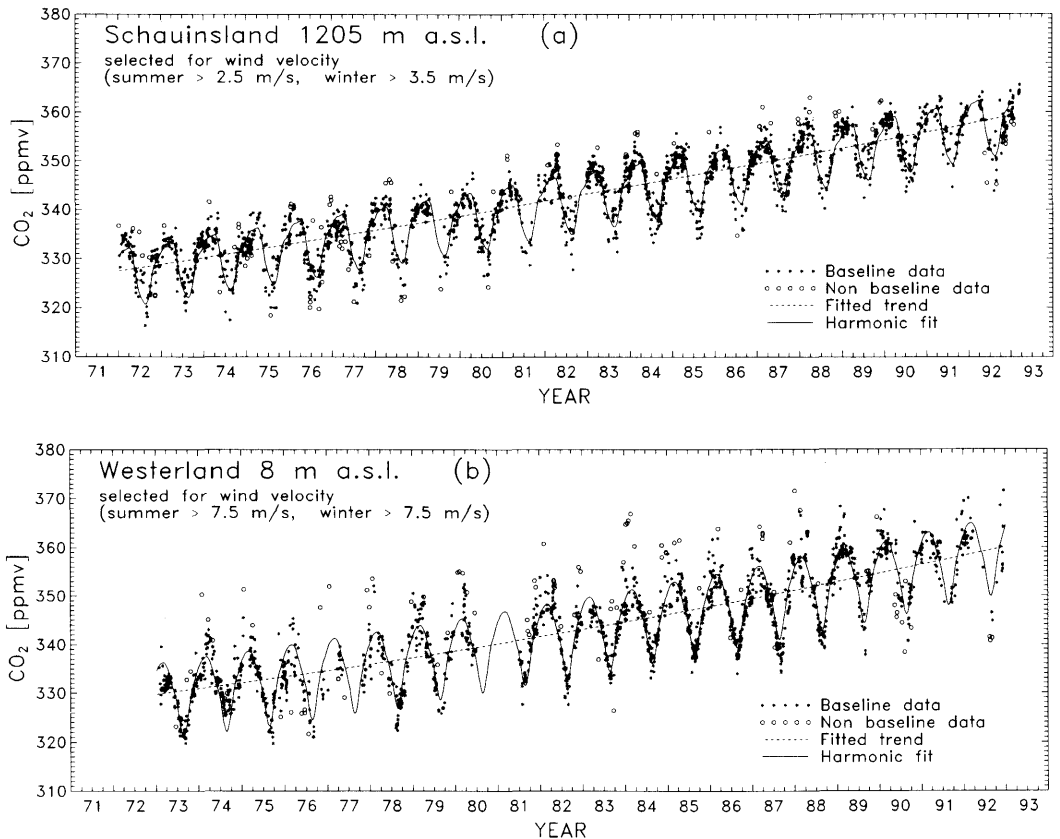 Schauinsland 1205 m a.s.l. (a)
selected for wind velocity
(summer > 2.5 m/s, winter > 3.5 m/s)
380
370
360
350
340
330
320
310
CO2 [ppmv]
Baseline data
Non baseline data
Fitted trend
Harmonic fit
71 72 73 74 75 76 77 78 79 80 81 82 83 84 85 86 87 88 89 90 91 92 93
YEAR
Westerland 8 m a.s.l. (b)
selected for wind velocity
(summer > 7.5 m/s, winter > 7.5 m/s)
380
370
360
350
340
330
320
310
CO2 [ppmv]
Baseline data
Non baseline data
Fitted trend
Harmonic fit
71 72 73 74 75 76 77 78 79 80 81 82 83 84 85 86 87 88 89 90 91 92 93
YEAR